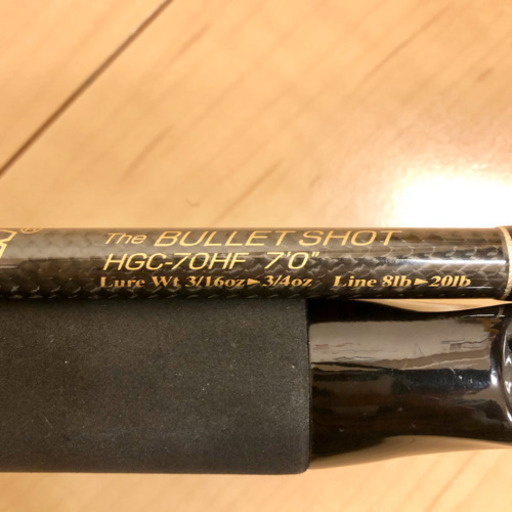 The BULLET SHOT
HGC-70HF 7'0"
Lure Wt 3/16oz►3/4oz Line 8lb►20lb